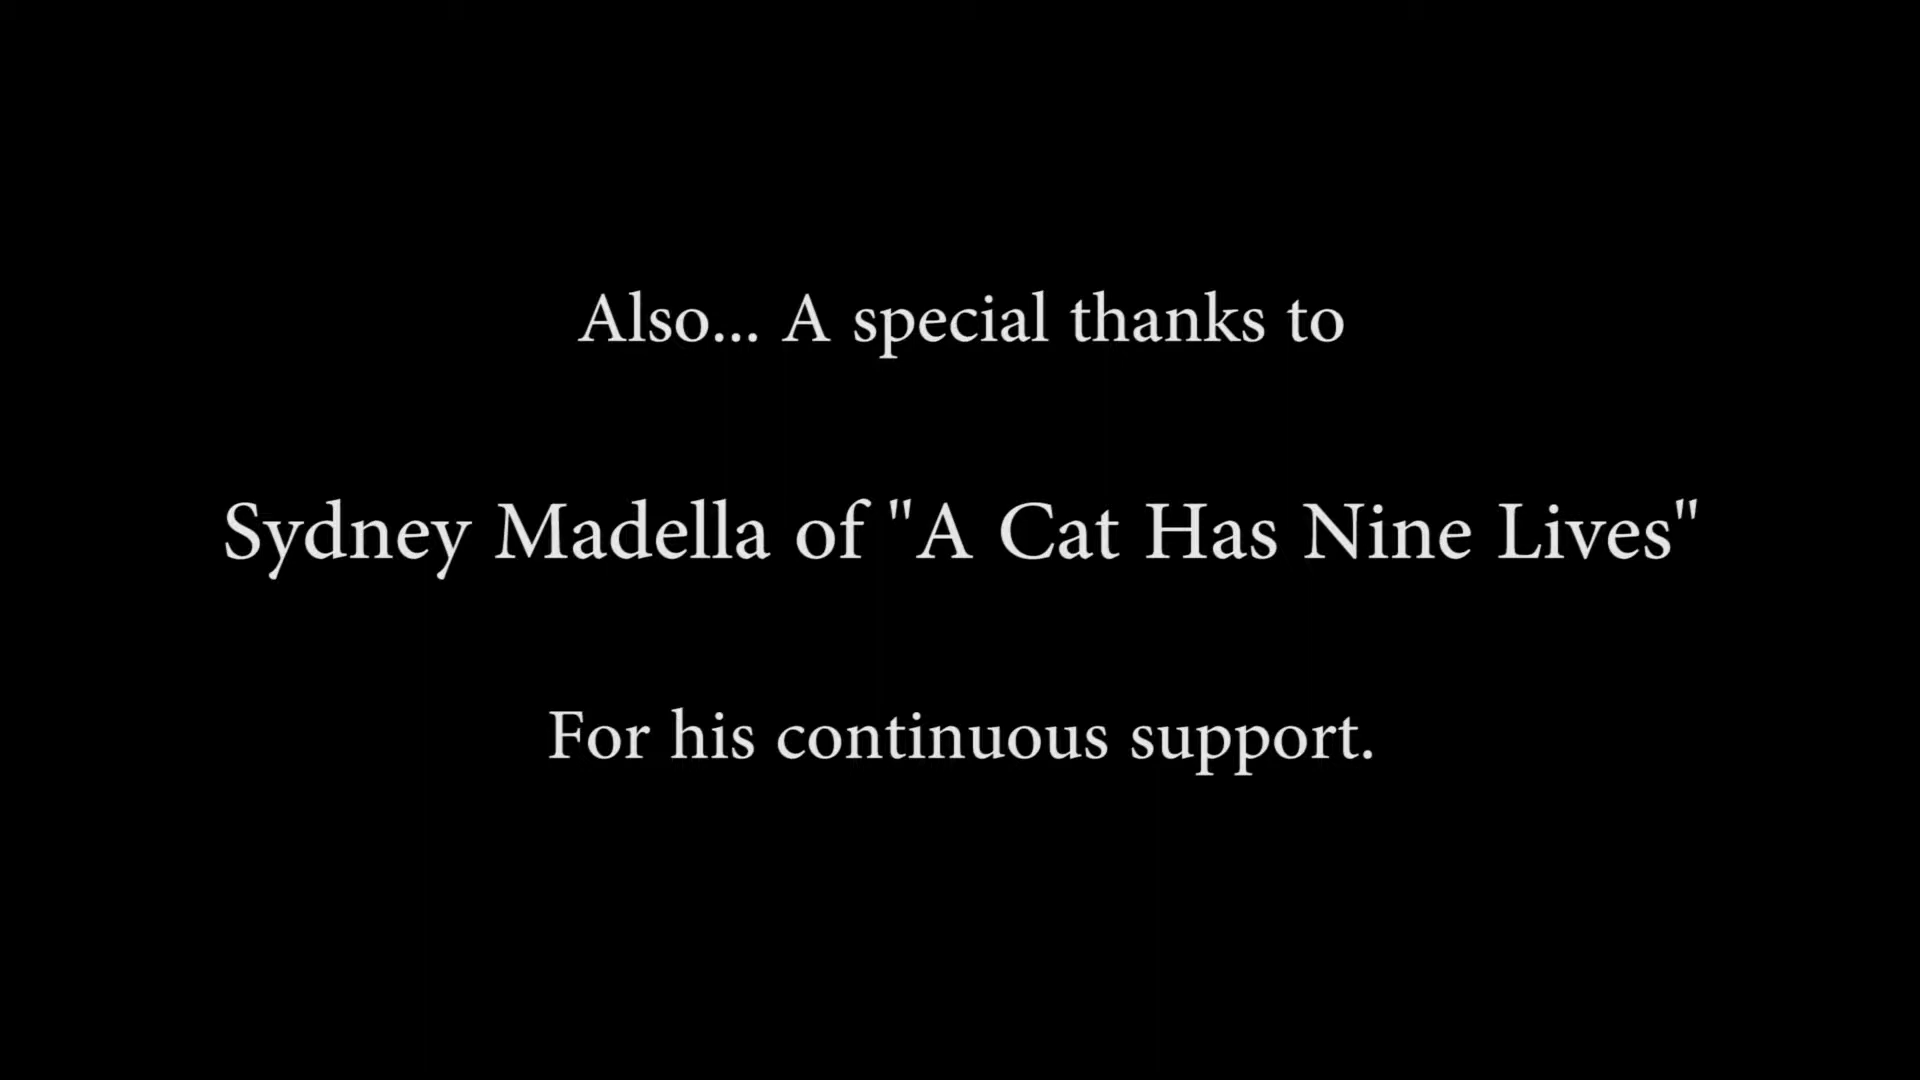 Also... A special thanks to
Sydney Madella of "A Cat Has Nine Lives"
For his continuous support.